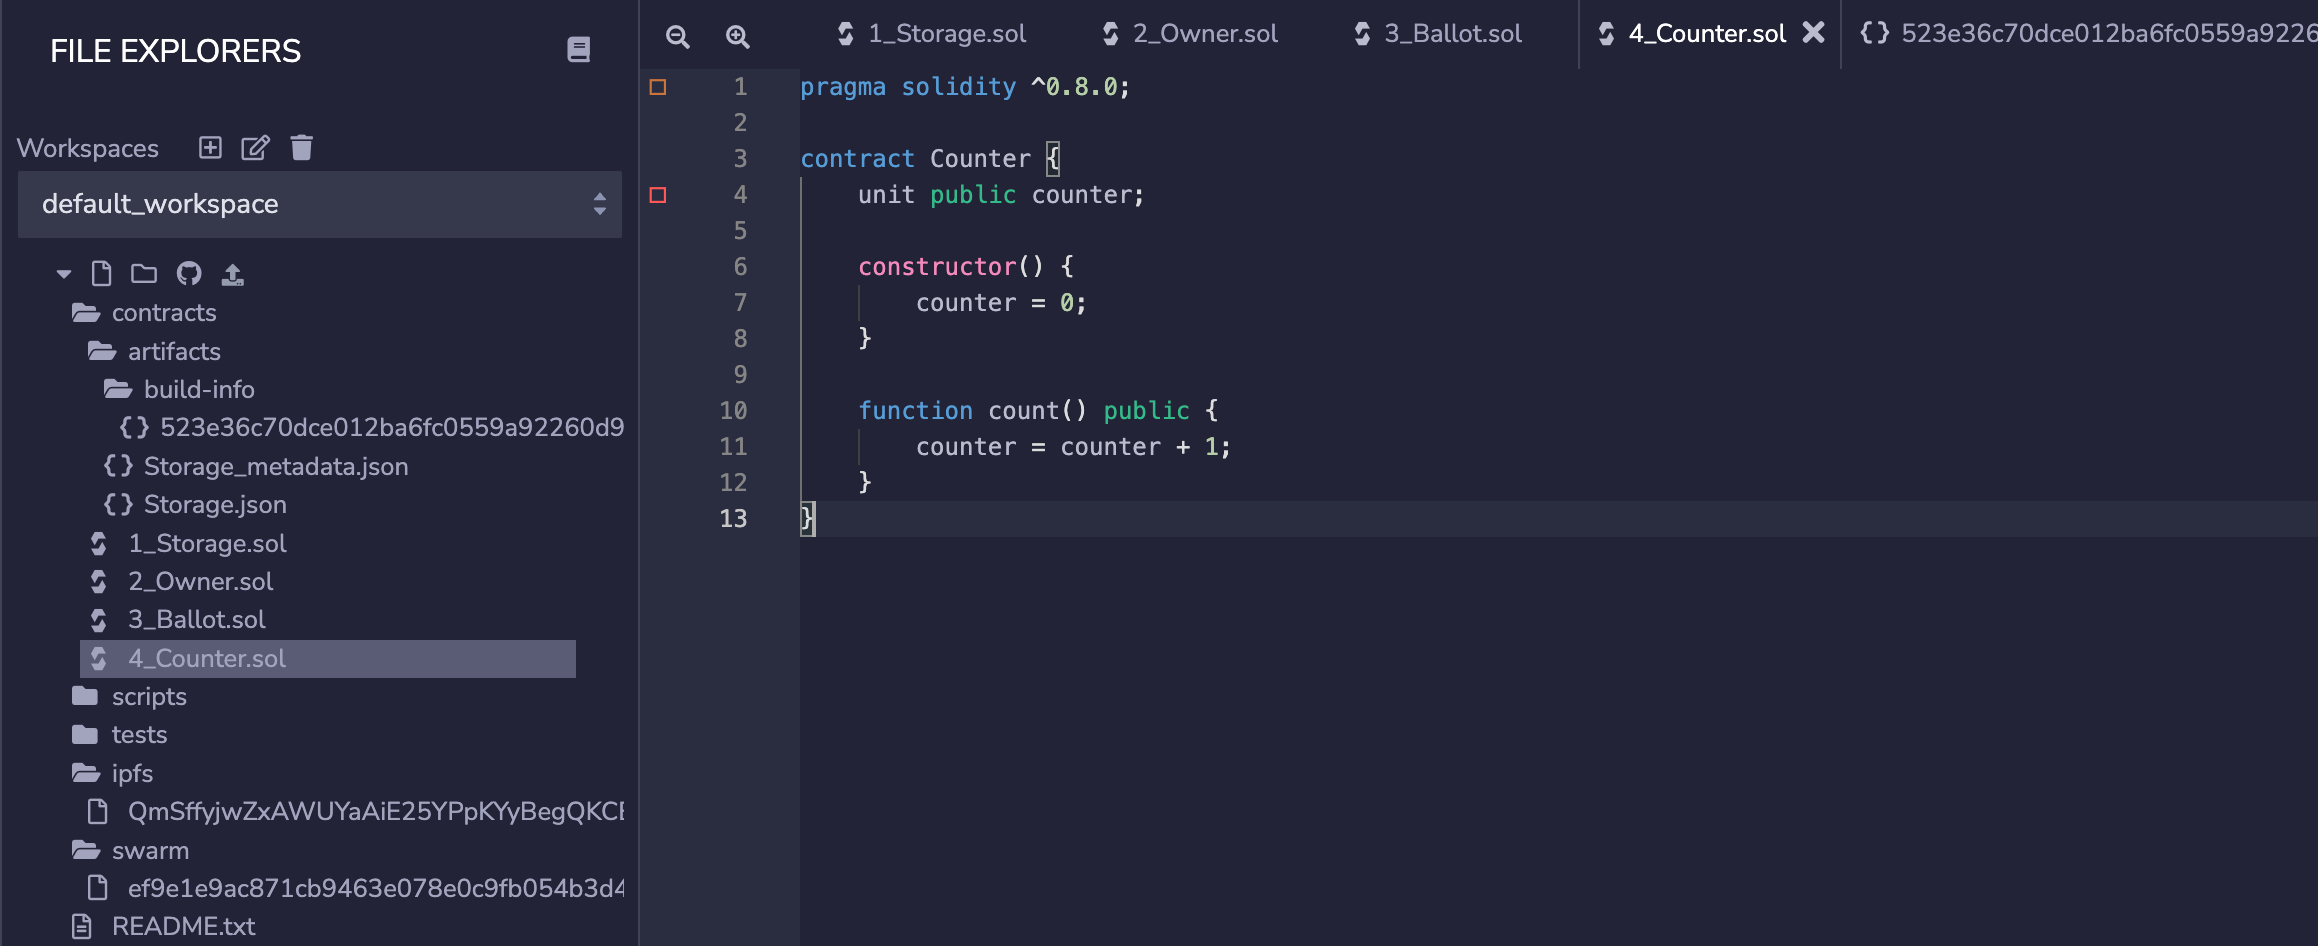 FILE EXPLORERS
Workspaces
default_workspace
contracts
artifacts
build-info
{} 523e36c70dce012ba6fc0559a92260d9
{} Storage_metadata.json
{} Storage.json
1_Storage.sol
2_Owner.sol
3_Ballot.sol
4_Counter.sol
scripts
tests
ipfs
QmSffyjwZxAWUYaAiE25YPpKYyBegQKCE
swarm
ef9e1e9ac871cb9463e078e0c9fb054b3d4
README.txt
1_Storage.sol 2_Owner.sol 3_Ballot.sol 4_Counter.sol {} 523e36c70dce012ba6fc0559a9226
1 pragma solidity ^0.8.0;
2
3 contract Counter {
4 unit public counter;
5
6 constructor() {
7 counter = 0;
8 }
9
10 function count() public {
11 counter = counter + 1;
12 }
13 }